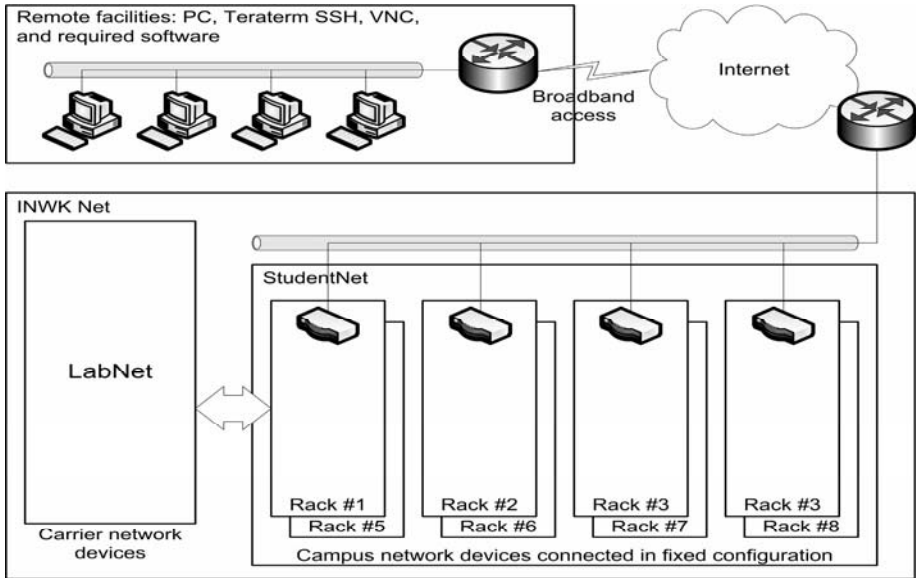 Remote facilities: PC, Teraterm SSH, VNC,
and required software
Internet
Broadband
access
INWK Net
StudentNet
LabNet
Rack #1
Rack #2
Rack #3
Rack #3
Rack #5
Rack #6
Rack #7
Rack #8
Carrier network
devices
Campus network devices connected in fixed configuration